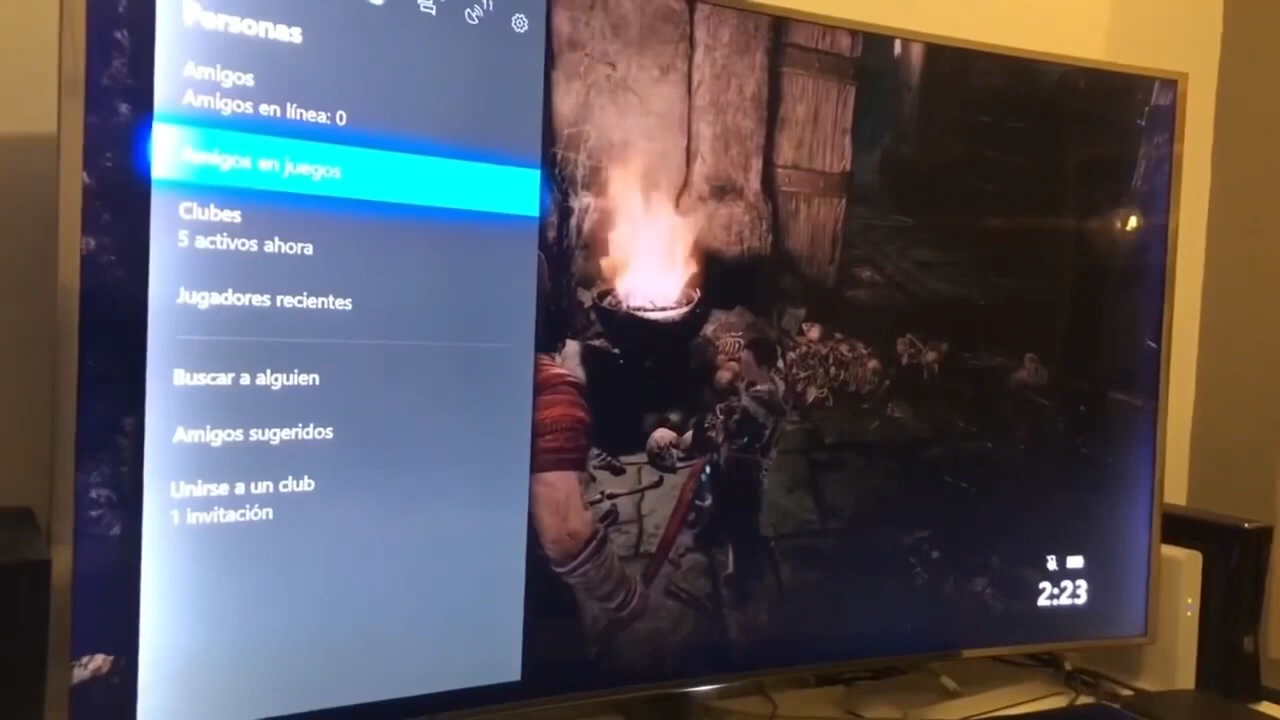 11
Personas
Amigos
Amigos en línea: 0
Amigos en juegos
Clubes
5 activos ahora
Jugadores recientes
Buscar a alguien
Amigos sugeridos
Unirse a un club
1 invitación
2:23